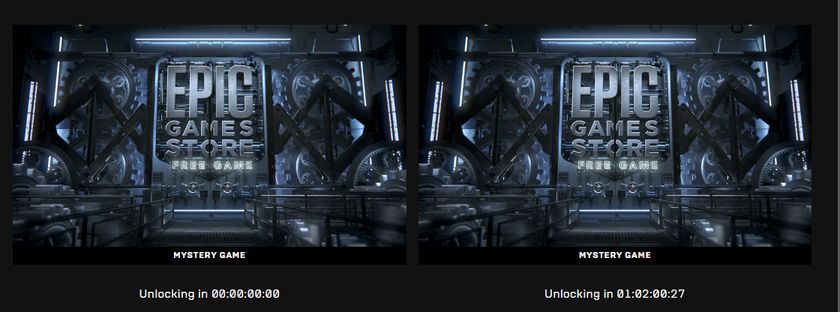 EPIC
GAMES
STORE
FREE GAME
MYSTERY GAME
Unlocking in 00:00:00:00
EPIC
GAMES
STORE
FREE GAME
MYSTERY GAME
Unlocking in 01:02:00:27